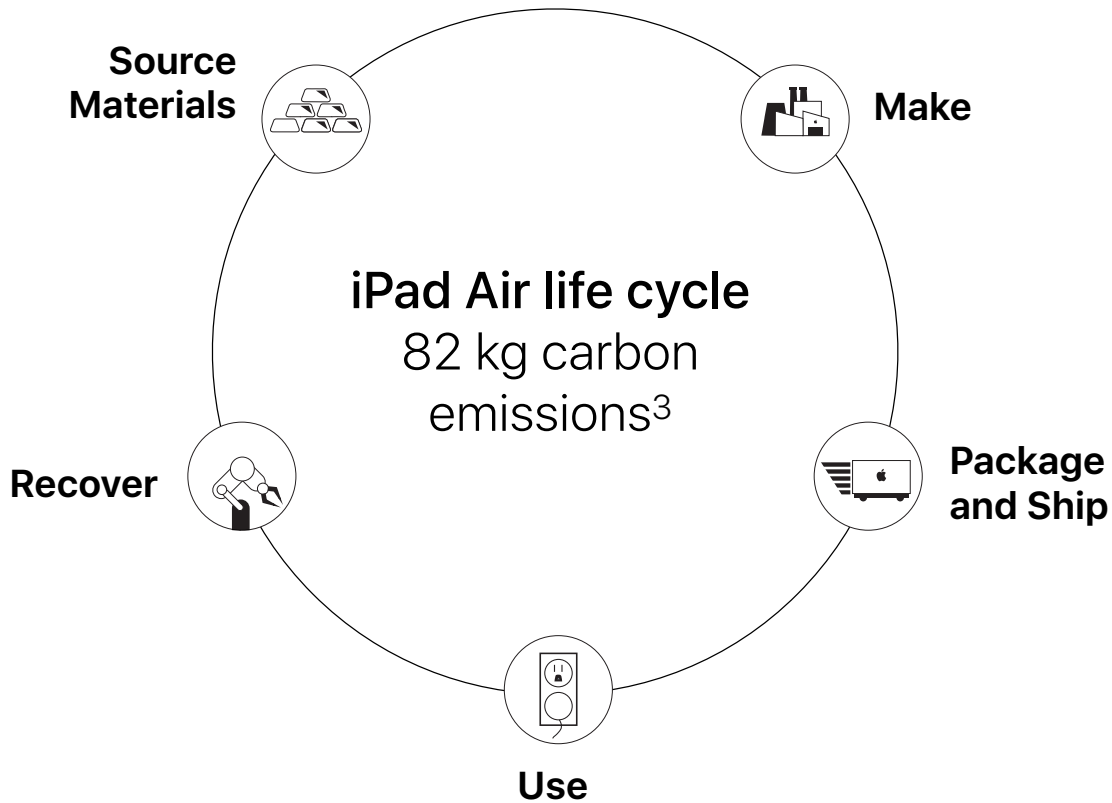 Source
Materials
Make
iPad Air life cycle
82 kg carbon
emissions³
Recover
Package
and Ship
Use